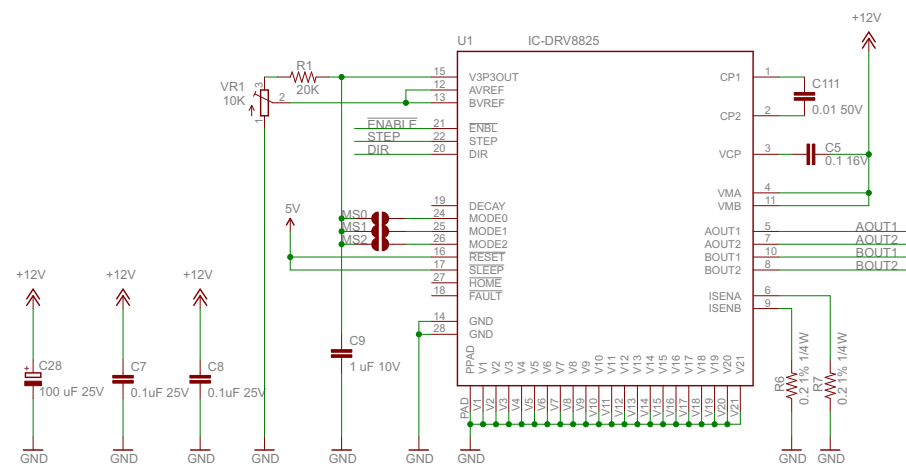 +12V
U1 IC-DRV8825
R1
20K
VR1
10K
3
2
1
15 V3P3OUT
12 AVREF
13 BVREF
CP1 1
C111
0.01 50V
CP2 2
ENABLE 21 ENBL
STEP 22 STEP
DIR 20 DIR
VCP 3
C5
0.1 16V
VMA 4
VMB 11
19 DECAY
5V
MS0 24 MODE0
MS1 25 MODE1
MS2 26 MODE2
16 RESET
17 SLEEP
27 HOME
18 FAULT
AOUT1 5 AOUT1
AOUT2 7 AOUT2
BOUT1 10 BOUT1
BOUT2 8 BOUT2
ISENA 6
ISENB 9
14 GND
28 GND
+12V +12V +12V
C28
100 uF 25V
C7
0.1uF 25V
C8
0.1uF 25V
C9
1 uF 10V
PPAD V1 V2 V3 V4 V5 V6 V7 V8 V9 V10 V11 V12 V13 V14 V15 V16 V17 V18 V19 V20 V21
PAD V1 V2 V3 V4 V5 V6 V7 V8 V9 V10 V11 V12 V13 V14 V15 V16 V17 V18 V19 V20 V21
R6
0.2 1% 1/4W
R7
0.2 1% 1/4W
GND GND GND GND GND GND GND GND GND